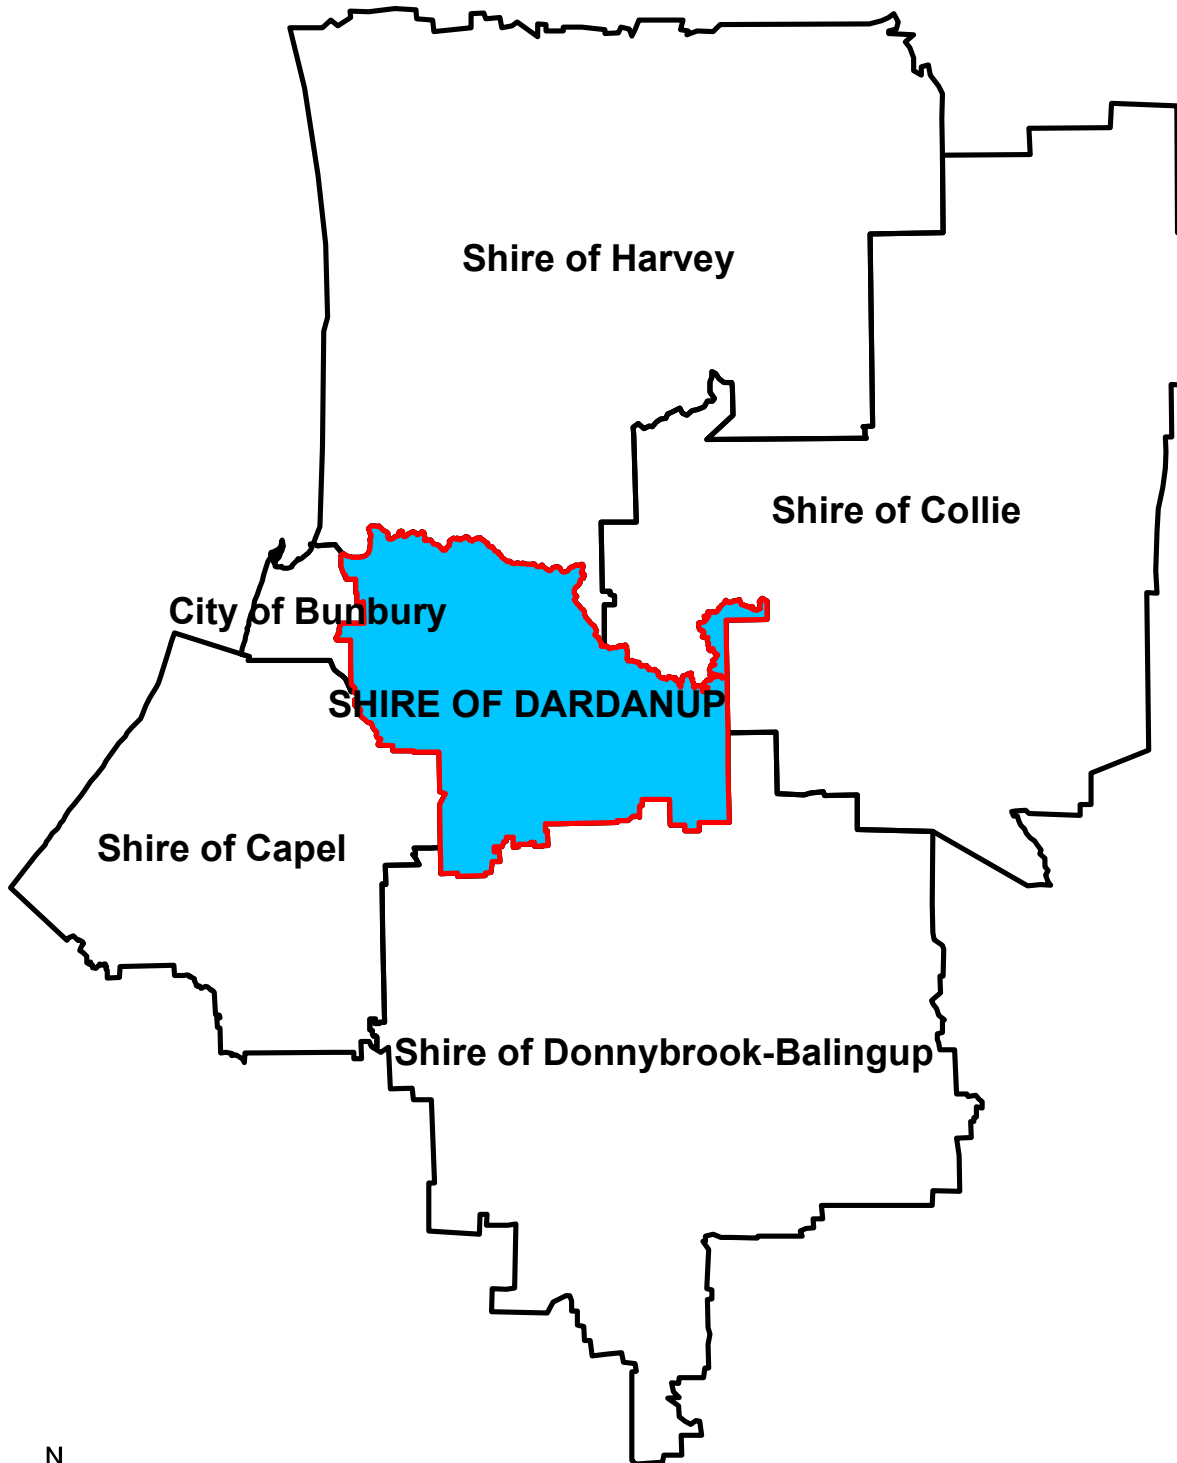 Shire of Harvey
Shire of Collie
City of Bunbury
SHIRE OF DARDANUP
Shire of Capel
Shire of Donnybrook-Balingup
N